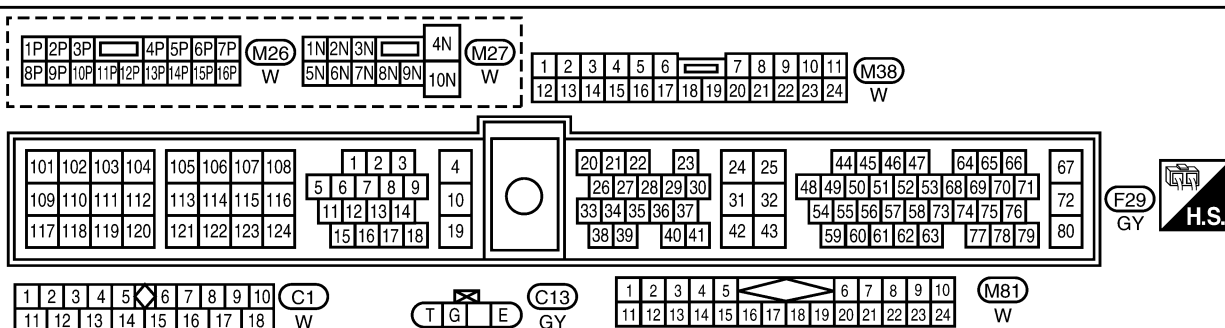 1P 2P 3P 4P 5P 6P 7P
8P 9P 10P 11P 12P 13P 14P 15P 16P
M26
W
1N 2N 3N 4N
5N 6N 7N 8N 9N 10N
M27
W
1 2 3 4 5 6 7 8 9 10 11
12 13 14 15 16 17 18 19 20 21 22 23 24
M38
W
101 102 103 104 105 106 107 108 1 2 3 4 20 21 22 23 24 25 44 45 46 47 64 65 66 67
5 6 7 8 9 26 27 28 29 30 48 49 50 51 52 53 68 69 70 71
109 110 111 112 113 114 115 116 10 31 32 72
11 12 13 14 33 34 35 36 37 54 55 56 57 58 73 74 75 76
117 118 119 120 121 122 123 124 15 16 17 18 19 38 39 40 41 42 43 59 60 61 62 63 77 78 79 80
F29
GY
H.S.
1 2 3 4 5 6 7 8 9 10
11 12 13 14 15 16 17 18
C1
W
T G E
C13
GY
1 2 3 4 5 6 7 8 9 10
11 12 13 14 15 16 17 18 19 20 21 22 23 24
M81
W